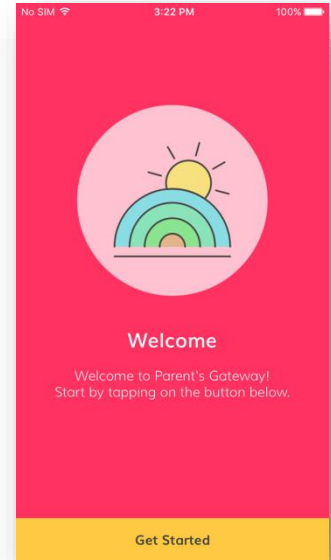 No SIM 3:22 PM 100%
Welcome
Welcome to Parent's Gateway!
Start by tapping on the button below.
Get Started